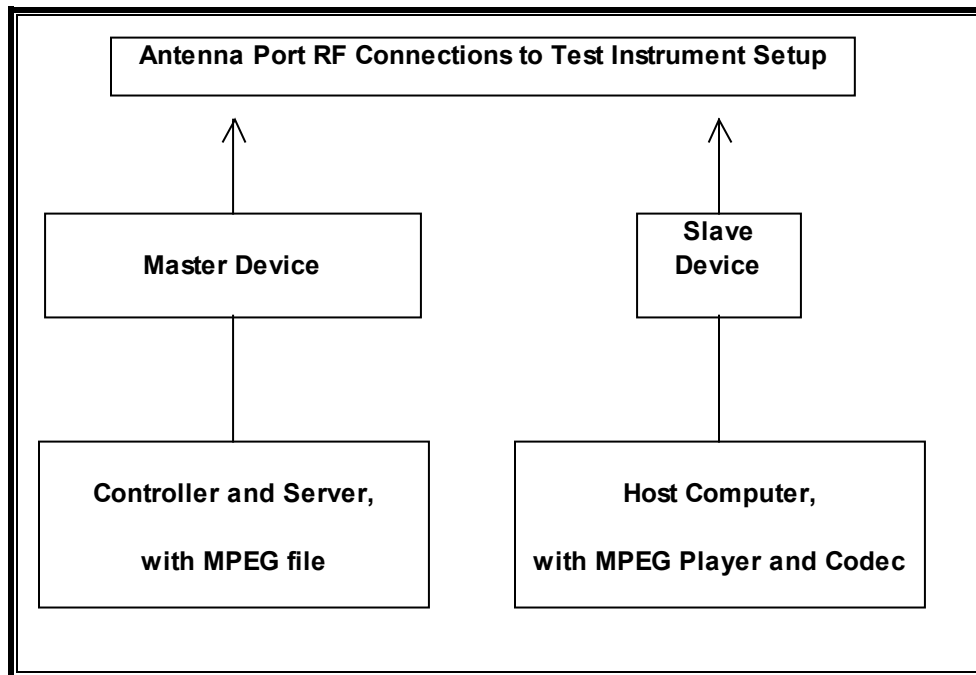 Antenna Port RF Connections to Test Instrument Setup
Master Device
Slave
Device
Controller and Server,
with MPEG file
Host Computer,
with MPEG Player and Codec